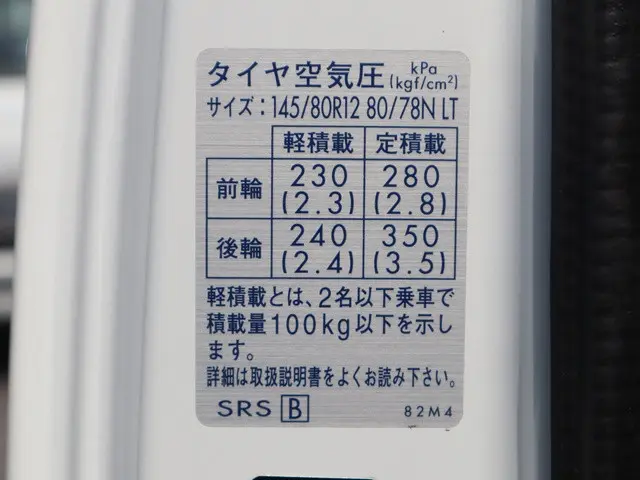 タイヤ空気圧 kPa (kgf/cm²)
サイズ：145/80R12 80/78N LT
軽積載 定積載
前輪 230 (2.3) 280 (2.8)
後輪 240 (2.4) 350 (3.5)
軽積載とは、2名以下乗車で
積載量100kg以下を示し
ます。
詳細は取扱説明書をよくお読み下さい。
SRS B 82M4